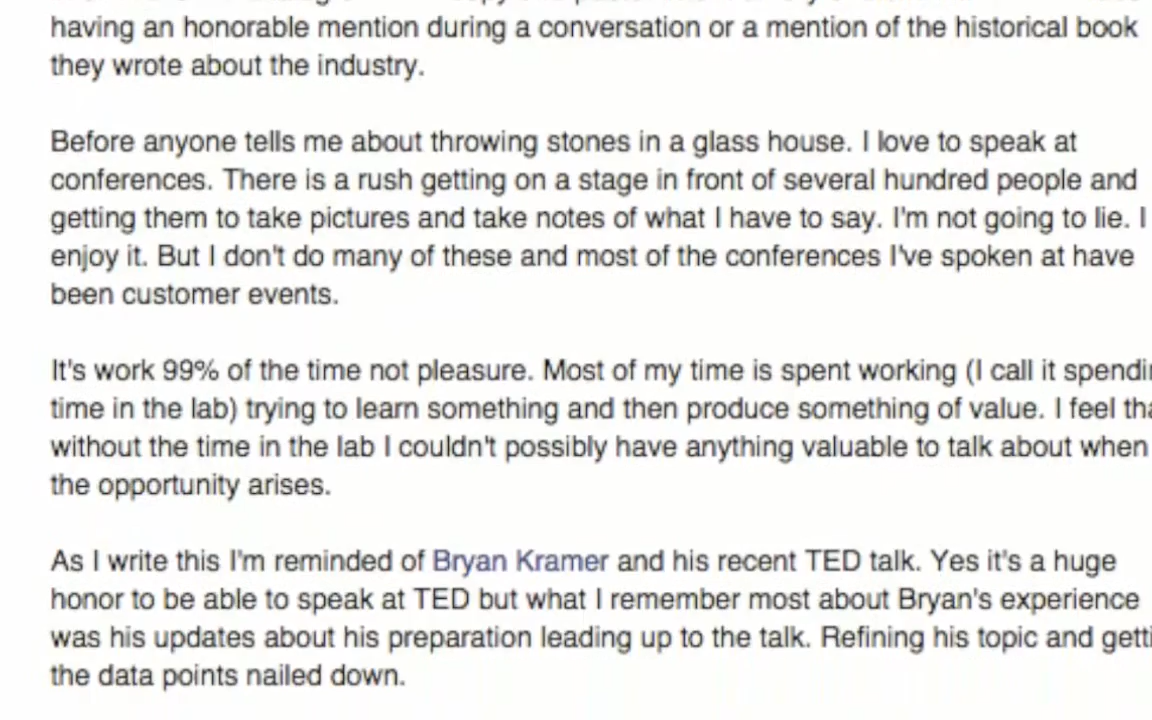 having an honorable mention during a conversation or a mention of the historical book
they wrote about the industry.
Before anyone tells me about throwing stones in a glass house. I love to speak at
conferences. There is a rush getting on a stage in front of several hundred people and
getting them to take pictures and take notes of what I have to say. I'm not going to lie. I
enjoy it. But I don't do many of these and most of the conferences I've spoken at have
been customer events.
It's work 99% of the time not pleasure. Most of my time is spent working (I call it
time in the lab) trying to learn something and then produce something of value. I feel
without the time in the lab I couldn't possibly have anything valuable to talk about when
the opportunity arises.
As I write this I'm reminded of Bryan Kramer and his recent TED talk. Yes it's a huge
honor to be able to speak at TED but what I remember most about Bryan's experience
was his updates about his preparation leading up to the talk. Refining his topic and
the data points nailed down.